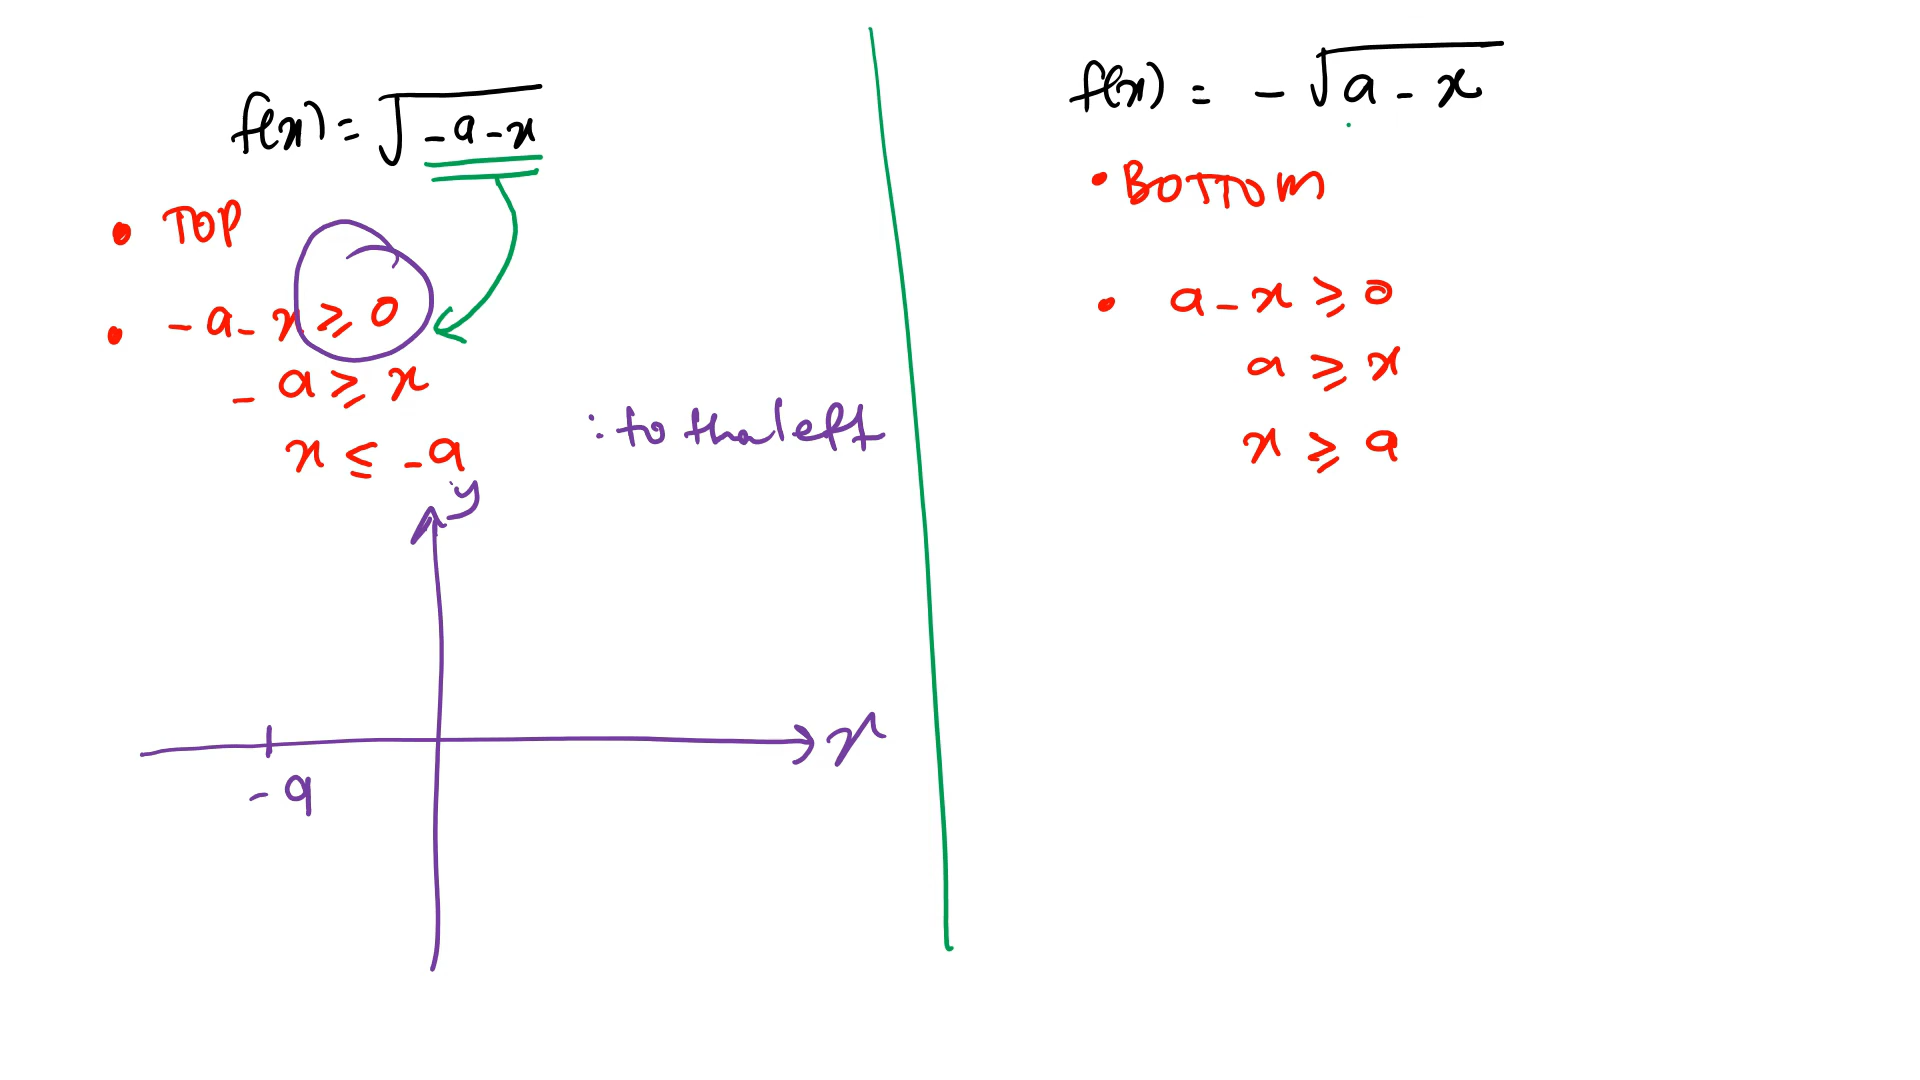 f(x) = √(-a-x)
• TOP
• -a-x ≥ 0
-a ≥ x
x ≤ -a
: to the left
y
x
-a
f(x) = -√(a-x)
• BOTTOM
• a-x ≥ 0
a ≥ x
x ≥ a